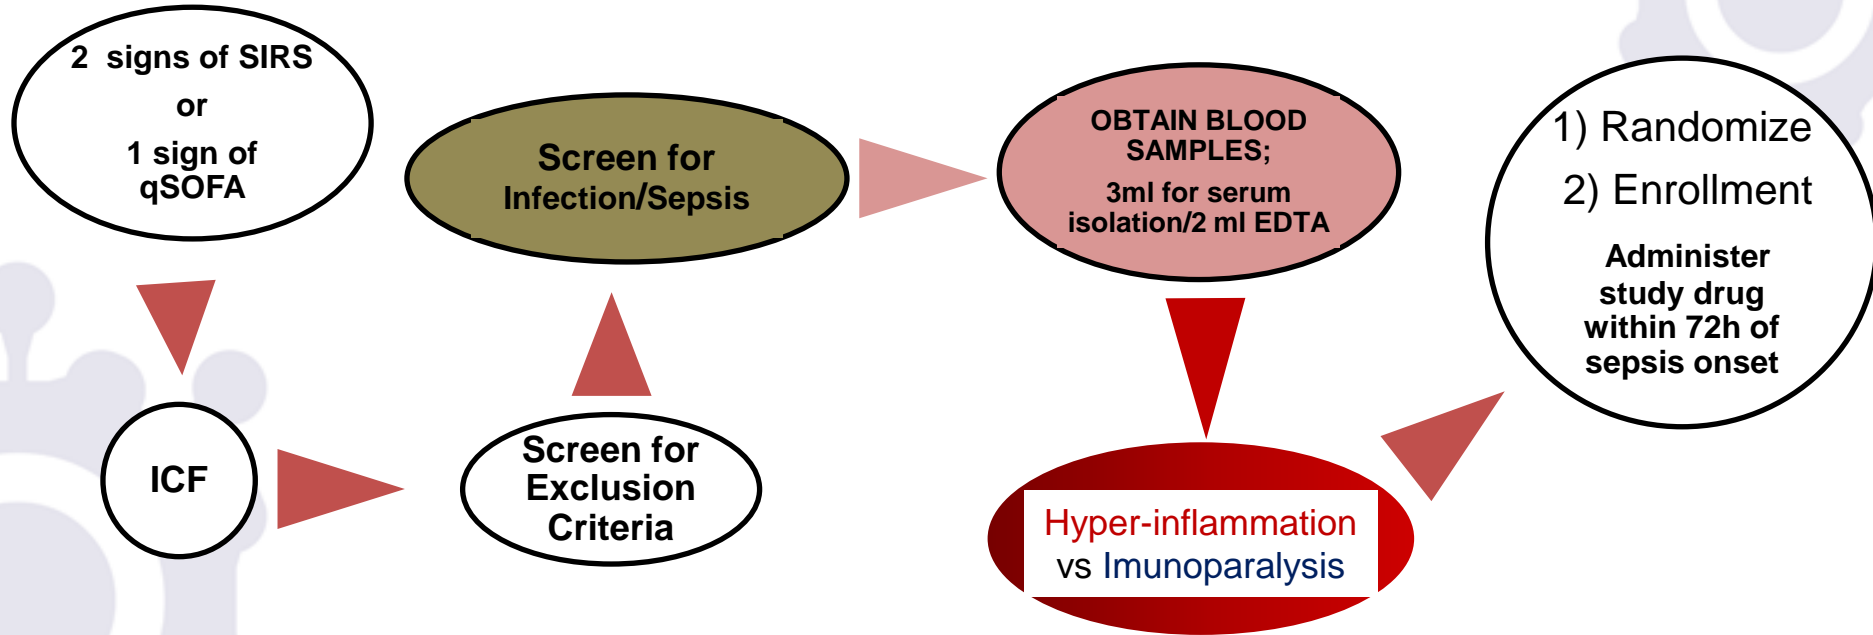 2 signs of SIRS
or
1 sign of
qSOFA
ICF
Screen for
Exclusion
Criteria
Screen for
Infection/Sepsis
OBTAIN BLOOD
SAMPLES;
3ml for serum
isolation/2 ml EDTA
Hyper-inflammation
vs Imunoparalysis
1) Randomize
2) Enrollment
Administer
study drug
within 72h of
sepsis onset